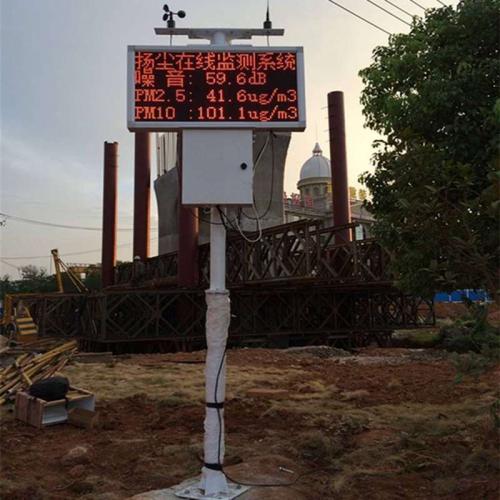 扬尘在线监测系统
噪 音: 59.6dB
PM2.5: 41.6ug/m3
PM10 :101.1ug/m3